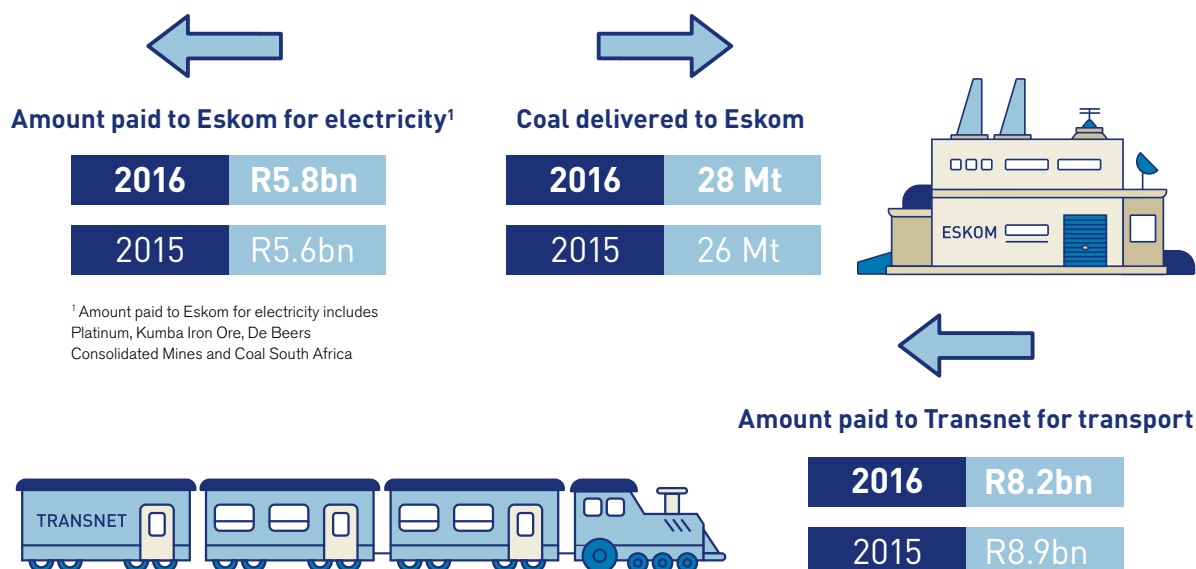 Amount paid to Eskom for electricity¹
2016 R5.8bn
2015 R5.6bn
¹ Amount paid to Eskom for electricity includes
Platinum, Kumba Iron Ore, De Beers
Consolidated Mines and Coal South Africa
Coal delivered to Eskom
2016 28 Mt
2015 26 Mt
ESKOM
Amount paid to Transnet for transport
2016 R8.2bn
2015 R8.9bn
TRANSNET